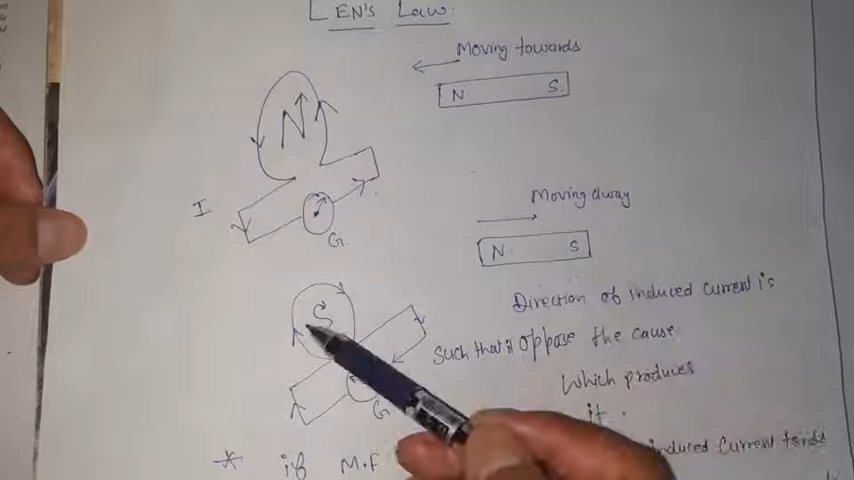 LEN's Law.
Moving towards
N S.
N
I
G.
Moving away
N S
S
G
Direction of induced current is
such that it oppose the cause
which produces
it.
* if M.F induced current tends